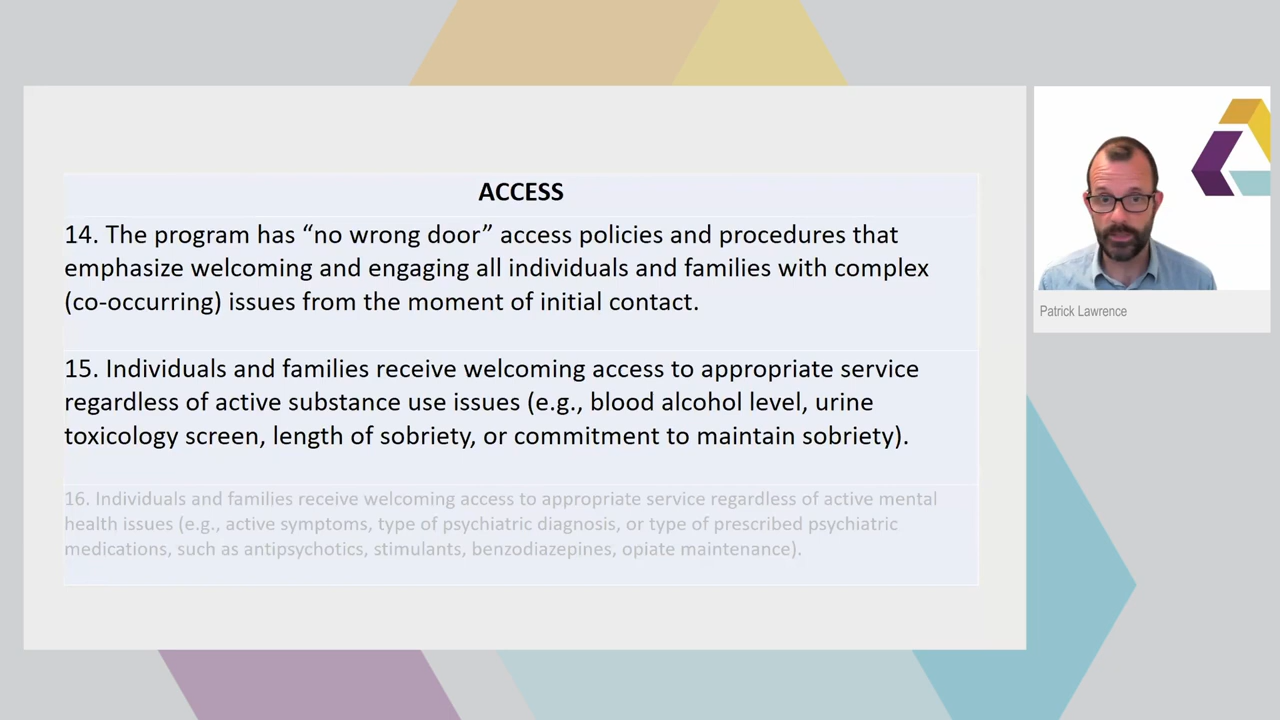 ACCESS
14. The program has “no wrong door” access policies and procedures that
emphasize welcoming and engaging all individuals and families with complex
(co-occurring) issues from the moment of initial contact.
15. Individuals and families receive welcoming access to appropriate service
regardless of active substance use issues (e.g., blood alcohol level, urine
toxicology screen, length of sobriety, or commitment to maintain sobriety).
16. Individuals and families receive welcoming access to appropriate service regardless of active mental
health issues (e.g., active symptoms, type of psychiatric diagnosis, or type of prescribed psychiatric
medications, such as antipsychotics, stimulants, benzodiazepines, opiate maintenance).
Patrick Lawrence